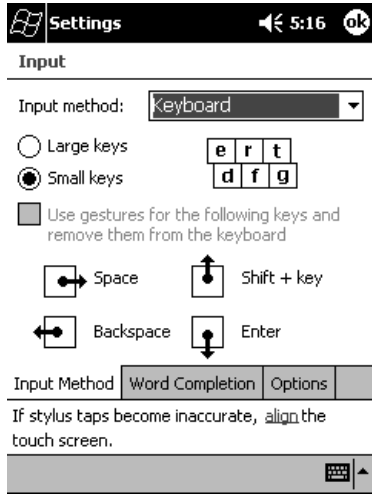 Settings 5:16 ok
Input
Input method: Keyboard
Large keys
e r t
Small keys
d f g
Use gestures for the following keys and
remove them from the keyboard
Space Shift + key
Backspace Enter
Input Method Word Completion Options
If stylus taps become inaccurate, align the
touch screen.